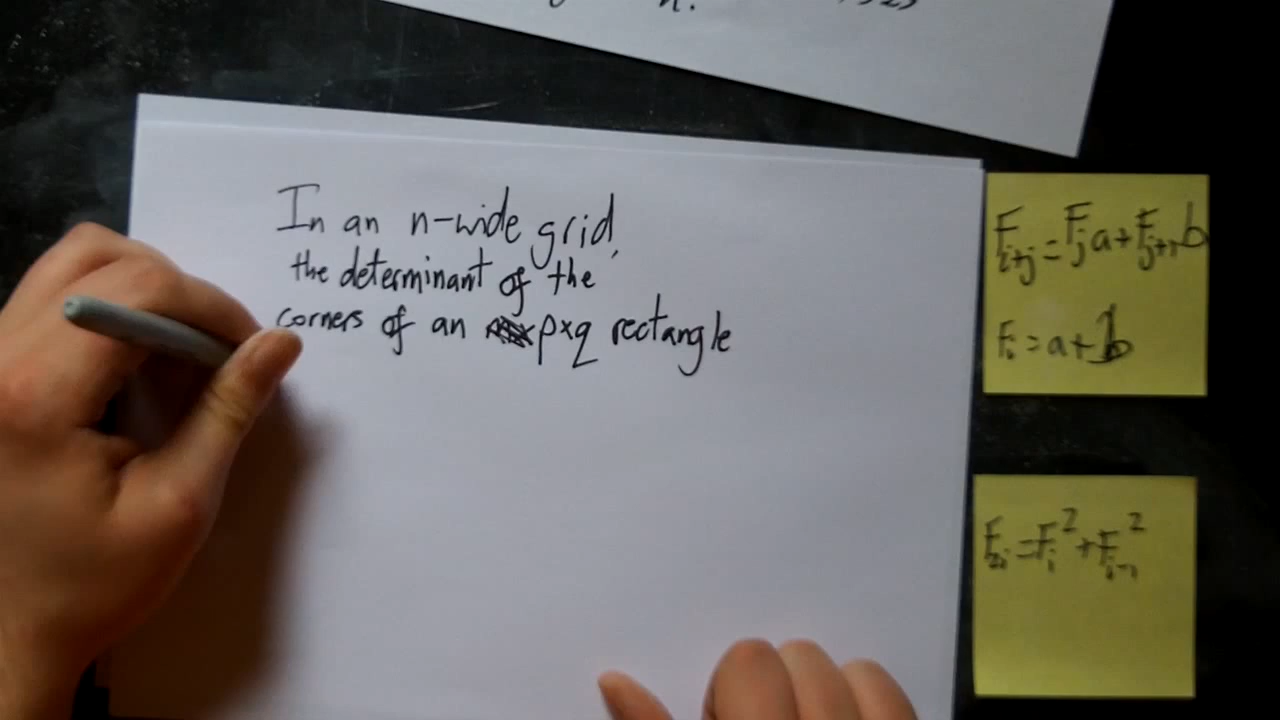 In an n-wide grid,
the determinant of the
corners of an p×q rectangle
F_{i+j} = F_j a + F_{j+1} b
F_i = a + b
F_{2i} = F_i^2 + F_{i-1}^2